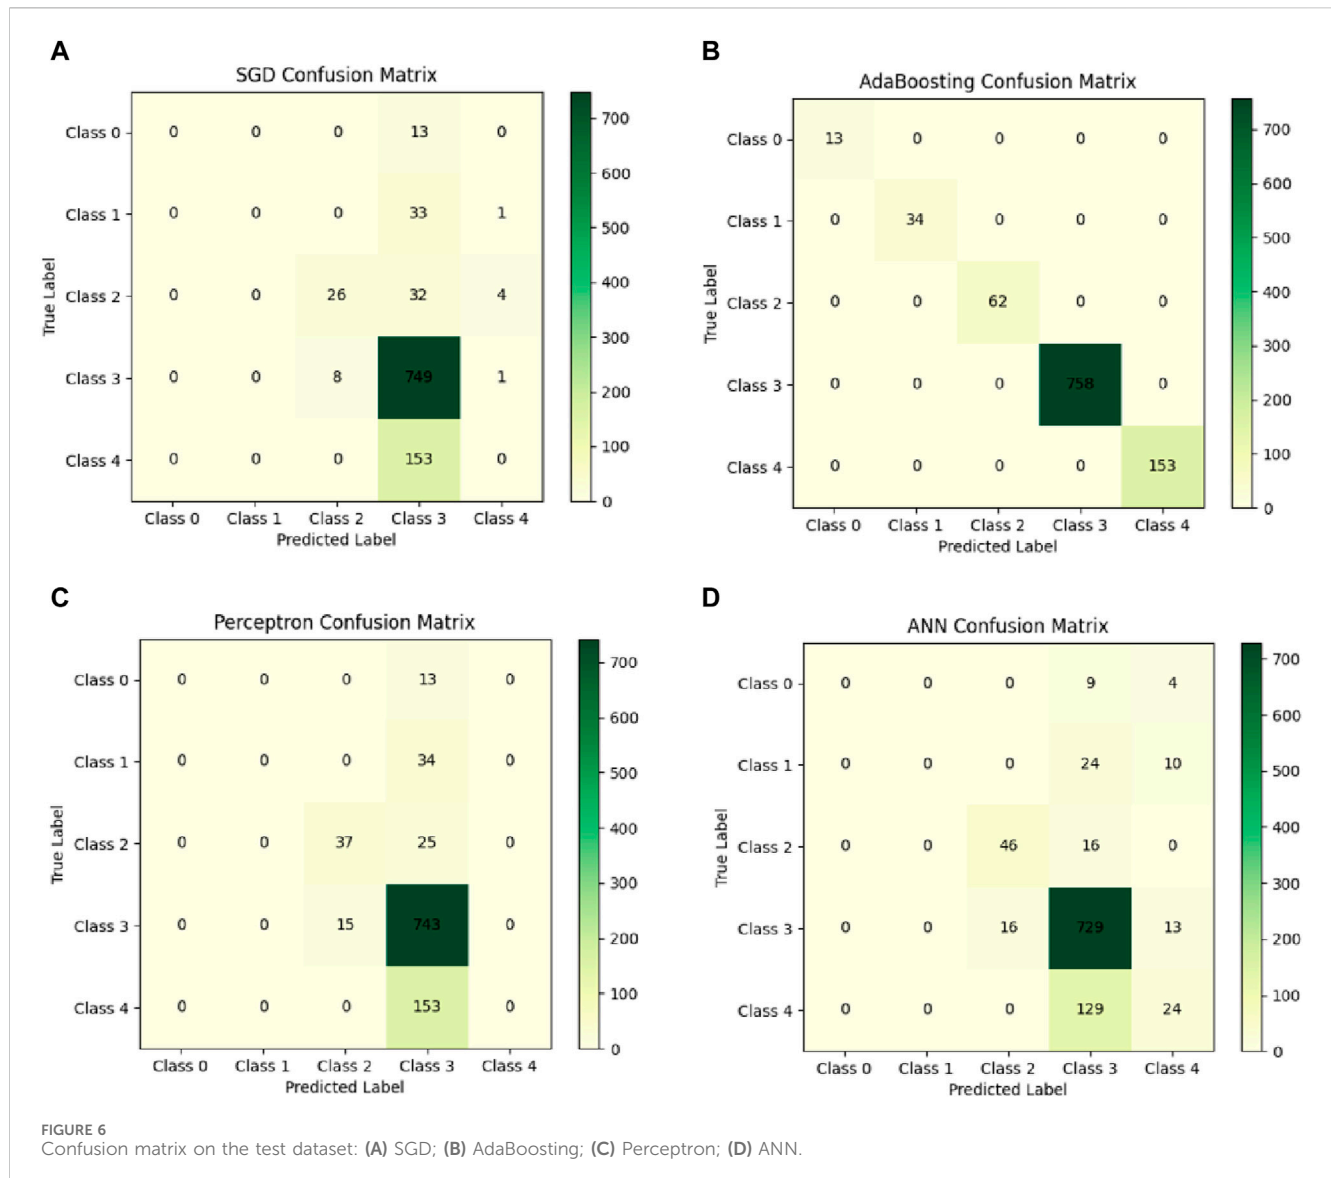 A
SGD Confusion Matrix
Class 0 0 0 0 13 0
Class 1 0 0 0 33 1
Class 2 0 0 26 32 4
Class 3 0 0 8 749 1
Class 4 0 0 0 153 0
Class 0 Class 1 Class 2 Class 3 Class 4
Predicted Label
True Label
700
600
500
400
300
200
100
0
B
AdaBoosting Confusion Matrix
Class 0 13 0 0 0 0
Class 1 0 34 0 0 0
Class 2 0 0 62 0 0
Class 3 0 0 0 758 0
Class 4 0 0 0 0 153
Class 0 Class 1 Class 2 Class 3 Class 4
Predicted Label
True Label
700
600
500
400
300
200
100
0
C
Perceptron Confusion Matrix
Class 0 0 0 0 13 0
Class 1 0 0 0 34 0
Class 2 0 0 37 25 0
Class 3 0 0 15 743 0
Class 4 0 0 0 153 0
Class 0 Class 1 Class 2 Class 3 Class 4
Predicted Label
True Label
700
600
500
400
300
200
100
0
D
ANN Confusion Matrix
Class 0 0 0 0 9 4
Class 1 0 0 0 24 10
Class 2 0 0 46 16 0
Class 3 0 0 16 729 13
Class 4 0 0 0 129 24
Class 0 Class 1 Class 2 Class 3 Class 4
Predicted Label
True Label
700
600
500
400
300
200
100
0
FIGURE 6
Confusion matrix on the test dataset: (A) SGD; (B) AdaBoosting; (C) Perceptron; (D) ANN.